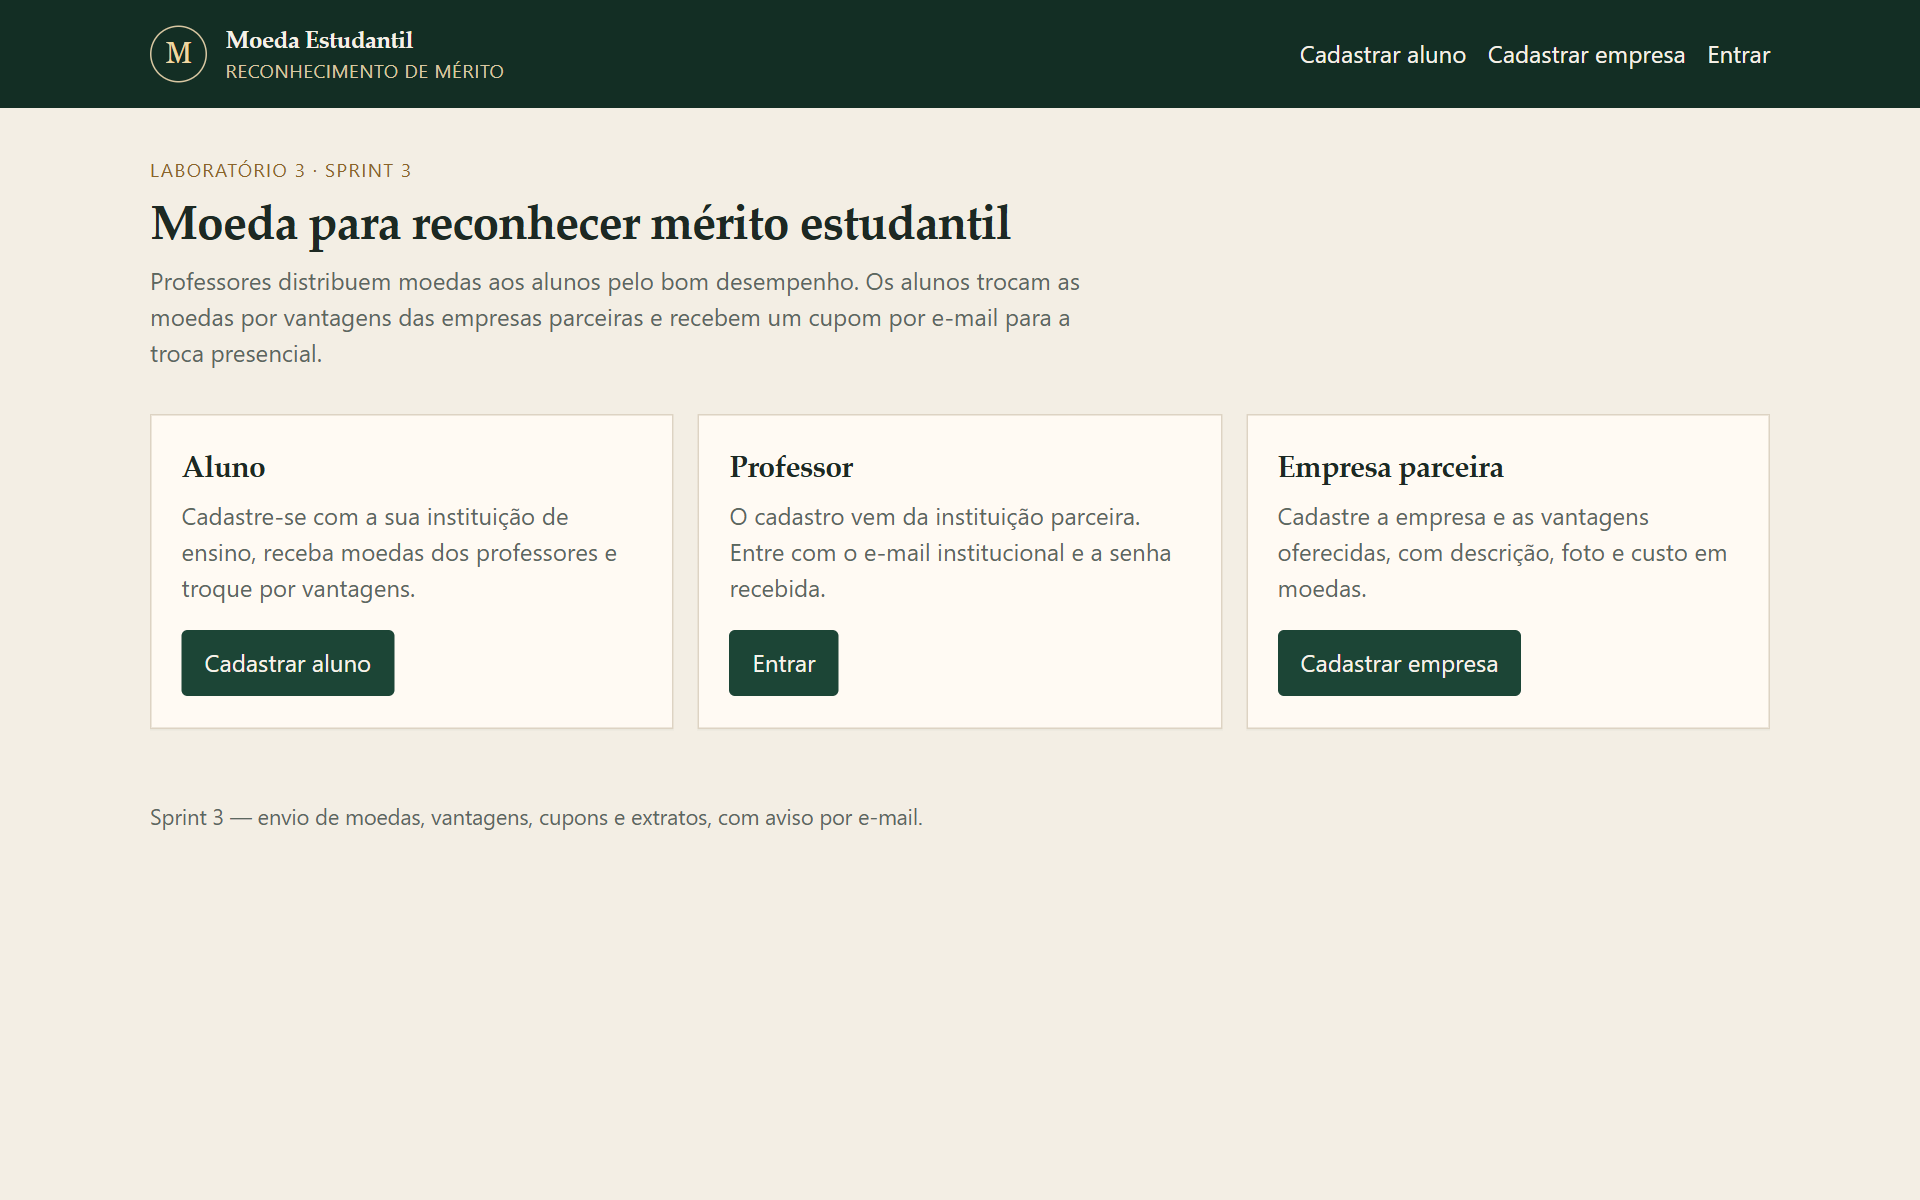 M
Moeda Estudantil
RECONHECIMENTO DE MÉRITO
Cadastrar aluno
Cadastrar empresa
Entrar
LABORATÓRIO 3 · SPRINT 3
Moeda para reconhecer mérito estudantil
Professores distribuem moedas aos alunos pelo bom desempenho. Os alunos trocam as
moedas por vantagens das empresas parceiras e recebem um cupom por e-mail para a
troca presencial.
Aluno
Cadastre-se com a sua instituição de
ensino, receba moedas dos professores e
troque por vantagens.
Cadastrar aluno
Professor
O cadastro vem da instituição parceira.
Entre com o e-mail institucional e a senha
recebida.
Entrar
Empresa parceira
Cadastre a empresa e as vantagens
oferecidas, com descrição, foto e custo em
moedas.
Cadastrar empresa
Sprint 3 — envio de moedas, vantagens, cupons e extratos, com aviso por e-mail.